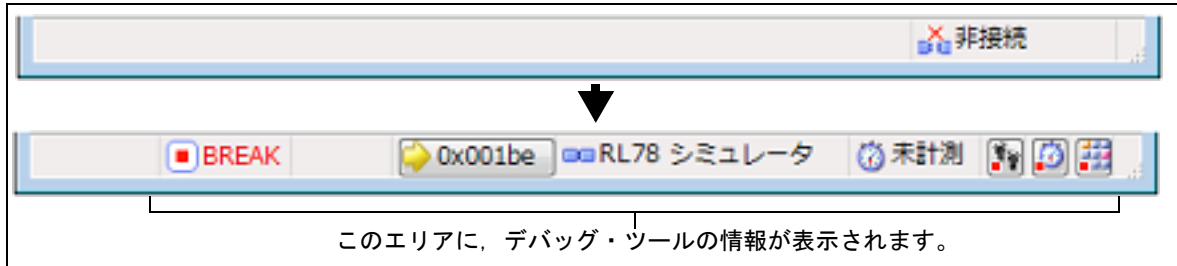 非接続
BREAK 0x001be RL78 シミュレータ 未計測
このエリアに，デバッグ・ツールの情報が表示されます。